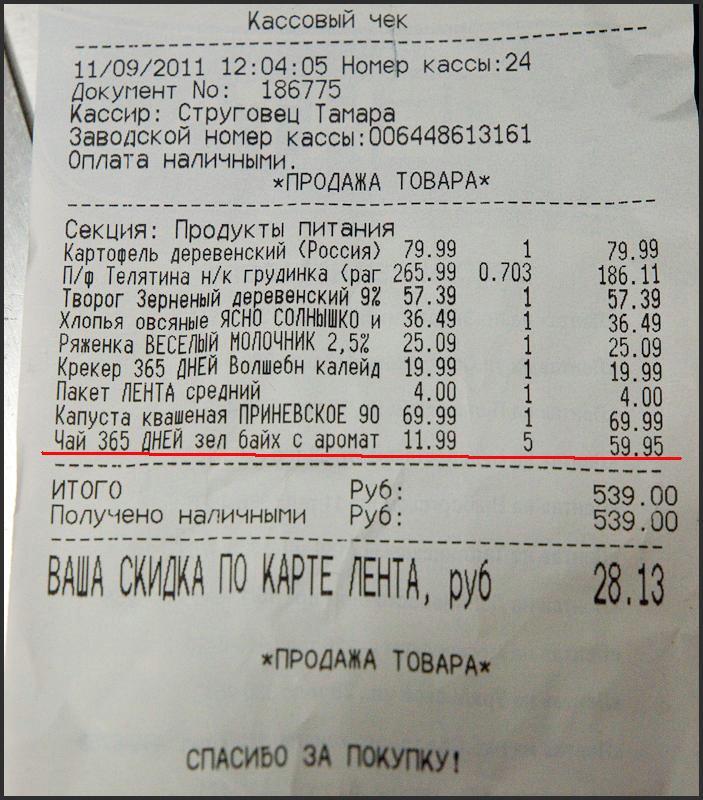 Кассовый чек
11/09/2011 12:04:05 Номер кассы:24
Документ No: 186775
Кассир: Струговец Тамара
Заводской номер кассы:006448613161
Оплата наличными.
*ПРОДАЖА ТОВАРА*
Секция: Продукты питания
Картофель деревенский (Россия) 79.99 1 79.99
П/ф Телятина н/к грудинка (раг 265.99 0.703 186.11
Творог Зерненый деревенский 9% 57.39 1 57.39
Хлопья овсяные ЯСНО СОЛНЫШКО и 36.49 1 36.49
Ряженка ВЕСЕЛЫЙ МОЛОЧНИК 2,5% 25.09 1 25.09
Крекер 365 ДНЕЙ Волшебн калейд 19.99 1 19.99
Пакет ЛЕНТА средний 4.00 1 4.00
Капуста квашеная ПРИНЕВСКОЕ 90 69.99 1 69.99
Чай 365 ДНЕЙ зел байх с аромат 11.99 5 59.95
ИТОГО Руб: 539.00
Получено наличными Руб: 539.00
ВАША СКИДКА ПО КАРТЕ ЛЕНТА, руб 28.13
*ПРОДАЖА ТОВАРА*
СПАСИБО ЗА ПОКУПКУ!